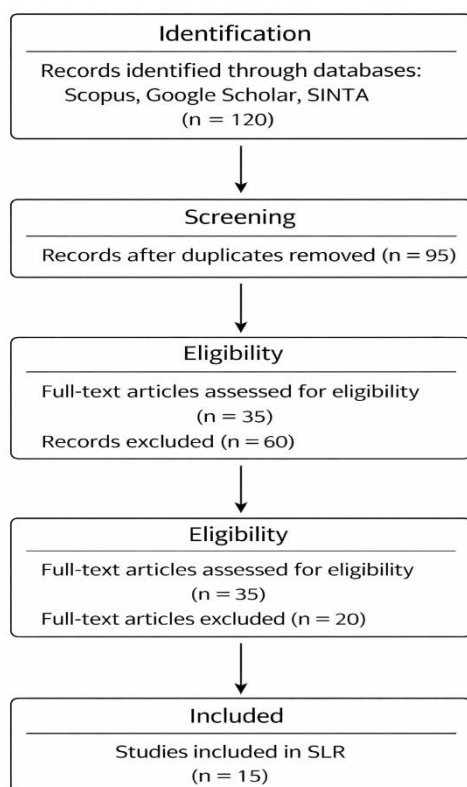 Identification
Records identified through databases:
Scopus, Google Scholar, SINTA
(n = 120)
Screening
Records after duplicates removed (n = 95)
Eligibility
Full-text articles assessed for eligibility
(n = 35)
Records excluded (n = 60)
Eligibility
Full-text articles assessed for eligibility
(n = 35)
Full-text articles excluded (n = 20)
Included
Studies included in SLR
(n = 15)